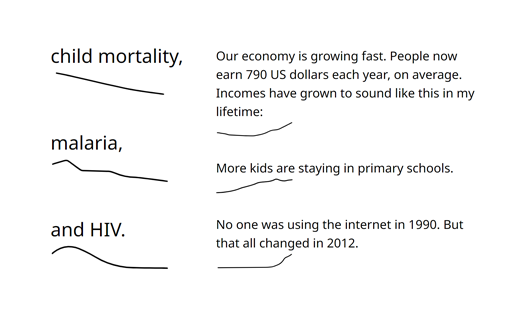 child mortality,
malaria,
and HIV.
Our economy is growing fast. People now
earn 790 US dollars each year, on average.
Incomes have grown to sound like this in my
lifetime:
More kids are staying in primary schools.
No one was using the internet in 1990. But
that all changed in 2012.